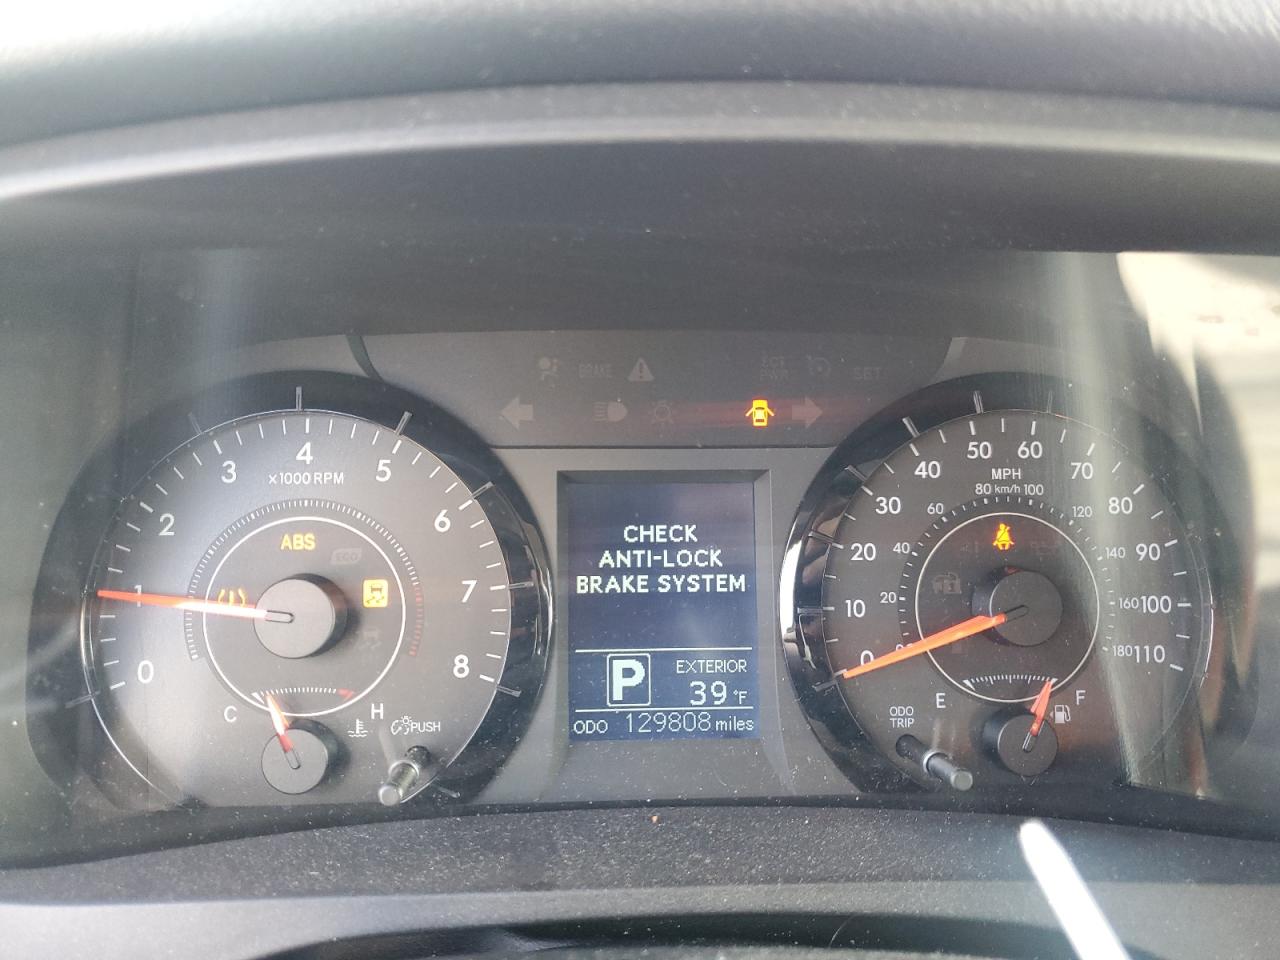 BRAKE
SET
4
3
5
x1000 RPM
2
6
ABS
ECO
1
7
0
8
C
H
PUSH
CHECK
ANTI-LOCK
BRAKE SYSTEM
P
EXTERIOR
39°F
ODO 129808 miles
50
60
40
MPH
70
80 km/h 100
30
60
120
80
20
40
140
90
10
20
160
100
0
180
110
ODO
TRIP
E
F